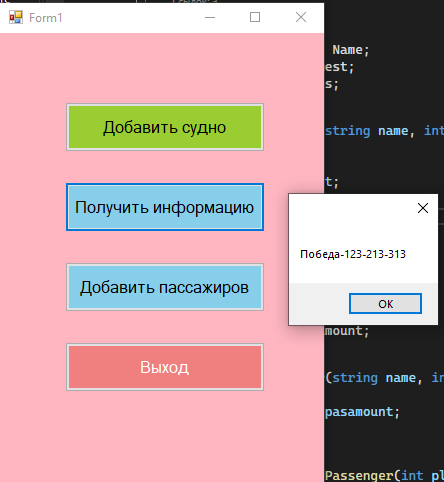 Form1
Name;
est;
s;
string name, int
t;
Добавить судно
Получить информацию
Добавить пассажиров
Выход
Победа-123-213-313
OK
mount;
(string name, in
pasamount;
Passenger(int pl